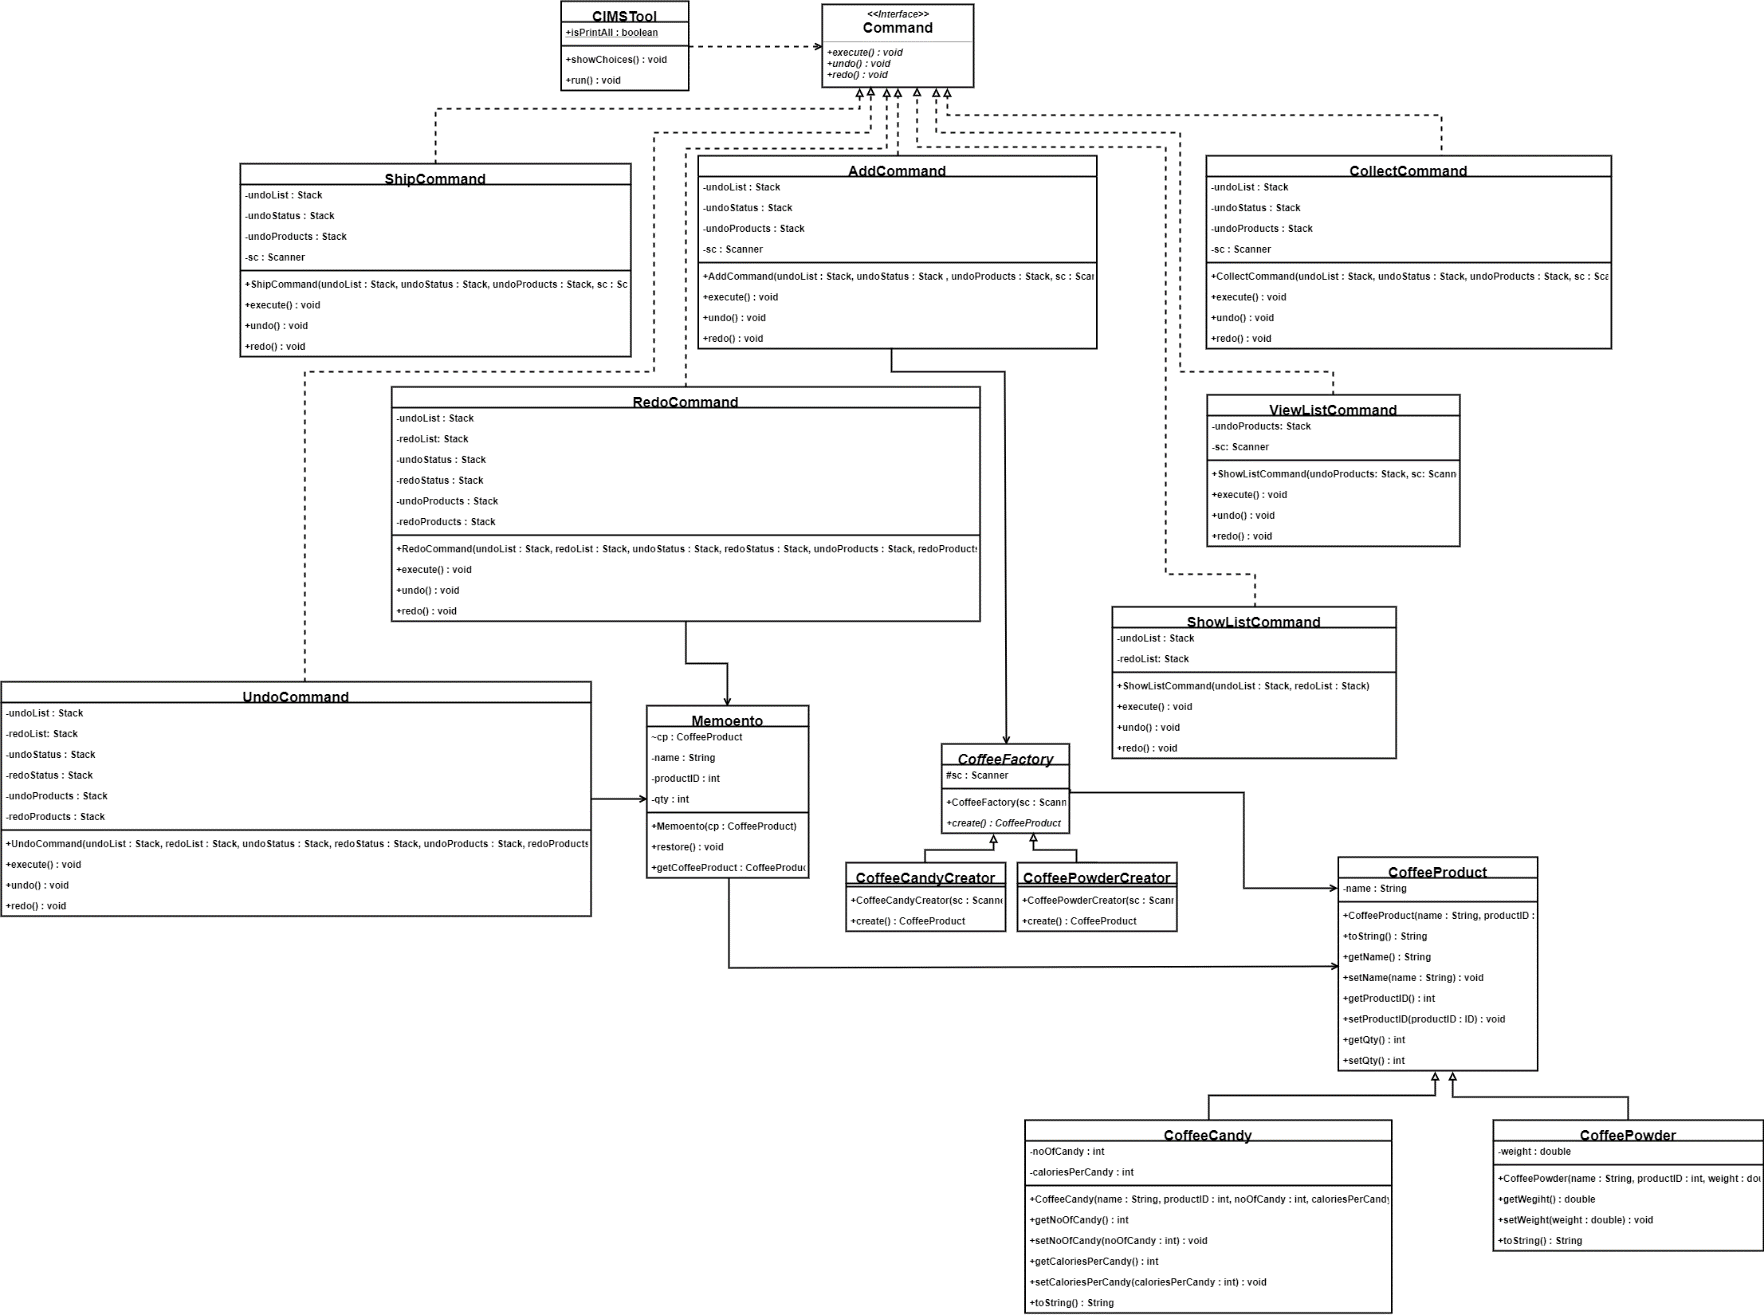 CIMSTool
+isPrintAll : boolean
+showChoices() : void
+run() : void
<<Interface>>
Command
+execute() : void
+undo() : void
+redo() : void
ShipCommand
-undoList : Stack
-undoStatus : Stack
-undoProducts : Stack
-sc : Scanner
+ShipCommand(undoList : Stack, undoStatus : Stack, undoProducts : Stack, sc : Sc
+execute() : void
+undo() : void
+redo() : void
AddCommand
-undoList : Stack
-undoStatus : Stack
-undoProducts : Stack
-sc : Scanner
+AddCommand(undoList : Stack, undoStatus : Stack , undoProducts : Stack, sc : Scar
+execute() : void
+undo() : void
+redo() : void
CollectCommand
-undoList : Stack
-undoStatus : Stack
-undoProducts : Stack
-sc : Scanner
+CollectCommand(undoList : Stack, undoStatus : Stack, undoProducts : Stack, sc : Sca
+execute() : void
+undo() : void
+redo() : void
RedoCommand
-undoList : Stack
-redoList: Stack
-undoStatus : Stack
-redoStatus : Stack
-undoProducts : Stack
-redoProducts : Stack
+RedoCommand(undoList : Stack, redoList : Stack, undoStatus : Stack, redoStatus : Stack, undoProducts : Stack, redoProducts
+execute() : void
+undo() : void
+redo() : void
ViewListCommand
-undoProducts: Stack
-sc: Scanner
+ShowListCommand(undoProducts: Stack, sc: Scann
+execute() : void
+undo() : void
+redo() : void
ShowListCommand
-undoList : Stack
-redoList: Stack
+ShowListCommand(undoList : Stack, redoList : Stack)
+execute() : void
+undo() : void
+redo() : void
UndoCommand
-undoList : Stack
-redoList: Stack
-undoStatus : Stack
-redoStatus : Stack
-undoProducts : Stack
-redoProducts : Stack
+UndoCommand(undoList : Stack, redoList : Stack, undoStatus : Stack, redoStatus : Stack, undoProducts : Stack, redoProducts
+execute() : void
+undo() : void
+redo() : void
Memoento
~cp : CoffeeProduct
-name : String
-productID : int
-qty : int
+Memoento(cp : CoffeeProduct)
+restore() : void
+getCoffeeProduct : CoffeeProduc
CoffeeFactory
#sc : Scanner
+CoffeeFactory(sc : Scann
+create() : CoffeeProduct
CoffeeCandyCreator
+CoffeeCandyCreator(sc : Scanne
+create() : CoffeeProduct
CoffeePowderCreator
+CoffeePowderCreator(sc : Scann
+create() : CoffeeProduct
CoffeeProduct
-name : String
+CoffeeProduct(name : String, productID :
+toString() : String
+getName() : String
+setName(name : String) : void
+getProductID() : int
+setProductID(productID : ID) : void
+getQty() : int
+setQty() : int
CoffeeCandy
-noOfCandy : int
-caloriesPerCandy : int
+CoffeeCandy(name : String, productID : int, noOfCandy : int, caloriesPerCandy
+getNoOfCandy() : int
+setNoOfCandy(noOfCandy : int) : void
+getCaloriesPerCandy() : int
+setCaloriesPerCandy(caloriesPerCandy : int) : void
+toString() : String
CoffeePowder
-weight : double
+CoffeePowder(name : String, productID : int, weight : dou
+getWegiht() : double
+setWeight(weight : double) : void
+toString() : String